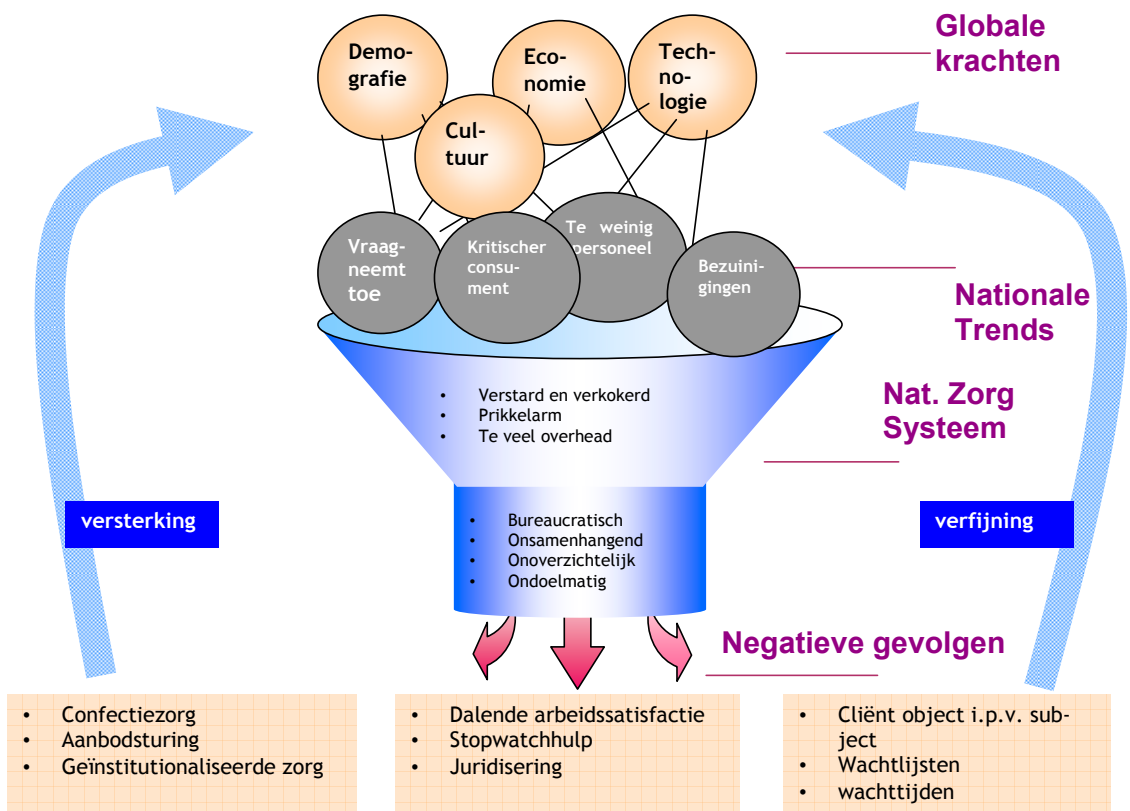 Demo-
grafie
Eco-
nomie
Tech-
no-
logie
Cul-
tuur
Globale
krachten
Vraag-
neemt
toe
Kritischer
consu-
ment
Te weinig
personeel
Bezuini-
gingen
Nationale
Trends
• Verstard en verkokerd
• Prikkelarm
• Te veel overhead
Nat. Zorg
Systeem
versterking
• Bureaucratisch
• Onsamenhangend
• Onoverzichtelijk
• Ondoelmatig
verfijning
Negatieve gevolgen
• Confectiezorg
• Aanbodsturing
• Geïnstitutionaliseerde zorg
• Dalende arbeidssatisfactie
• Stopwatchhulp
• Juridisering
• Cliënt object i.p.v. sub-
ject
• Wachtlijsten
• wachttijden